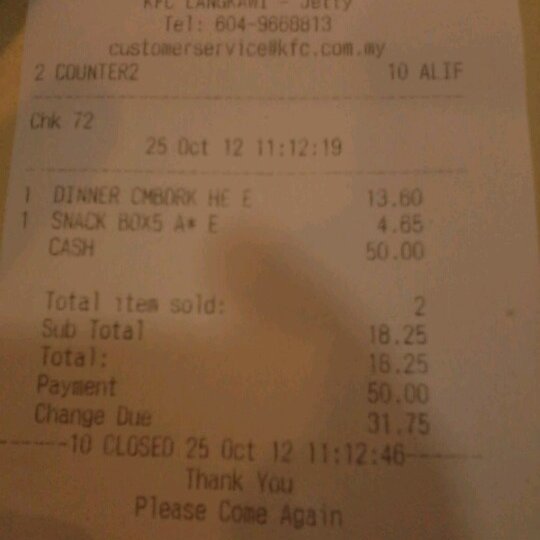 KFC LANGKAWI - Jetty
Tel: 604-9668813
customerservice@kfc.com.my
2 COUNTER2 10 ALIF
Chk 72
25 Oct 12 11:12:19
1 DINNER CMBORK HE E 13.60
1 SNACK BOX5 A* E 4.65
CASH 50.00
Total item sold: 2
Sub Total 18.25
Total: 18.25
Payment 50.00
Change Due 31.75
------10 CLOSED 25 Oct 12 11:12:46------
Thank You
Please Come Again